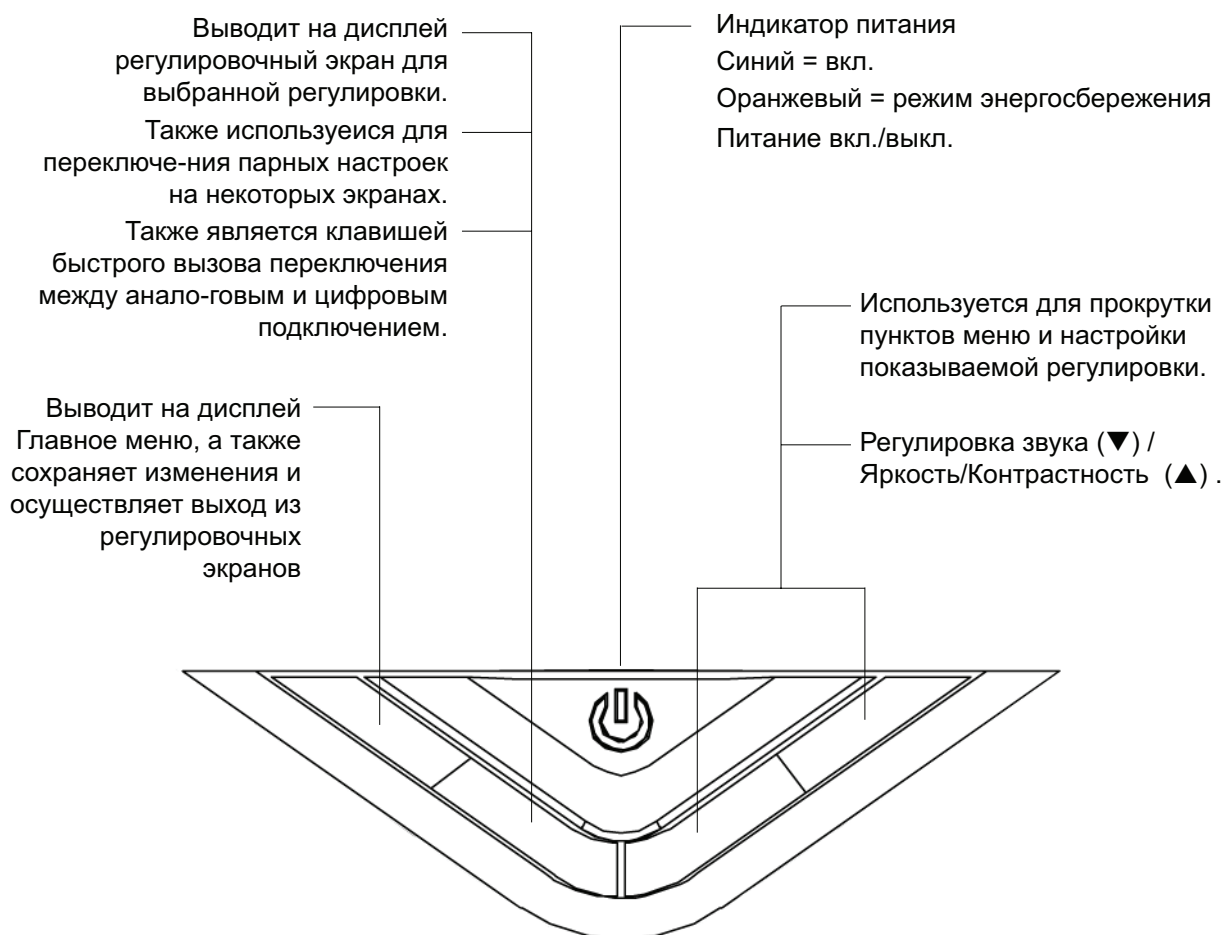 Выводит на дисплей
регулировочный экран для
выбранной регулировки.
Также используеися для
переключе-ния парных настроек
на некоторых экранах.
Также является клавишей
быстрого вызова переключения
между анало-говым и цифровым
подключением.
Выводит на дисплей
Главное меню, а также
сохраняет изменения и
осуществляет выход из
регулировочных
экранов
Индикатор питания
Синий = вкл.
Оранжевый = режим энергосбережения
Питание вкл./выкл.
Используется для прокрутки
пунктов меню и настройки
показываемой регулировки.
Регулировка звука (▼) /
Яркость/Контрастность (▲) .